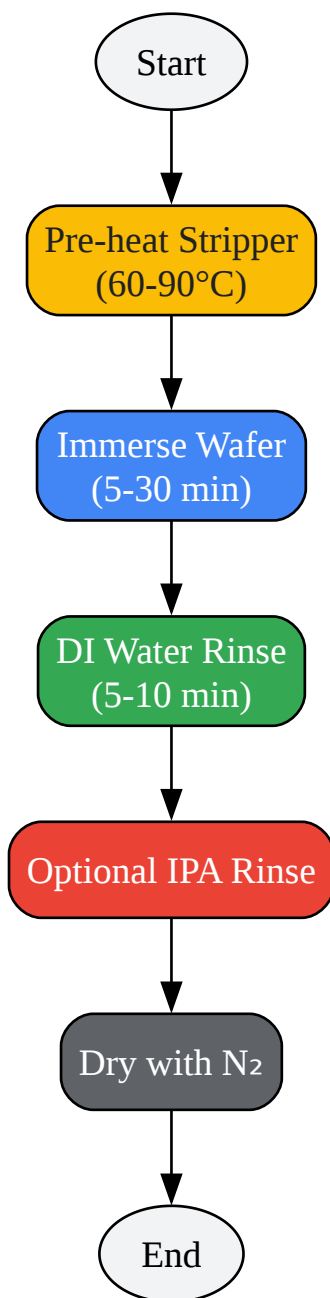 Start
Pre-heat Stripper
(60-90°C)
Immerse Wafer
(5-30 min)
DI Water Rinse
(5-10 min)
Optional IPA Rinse
Dry with N₂
End